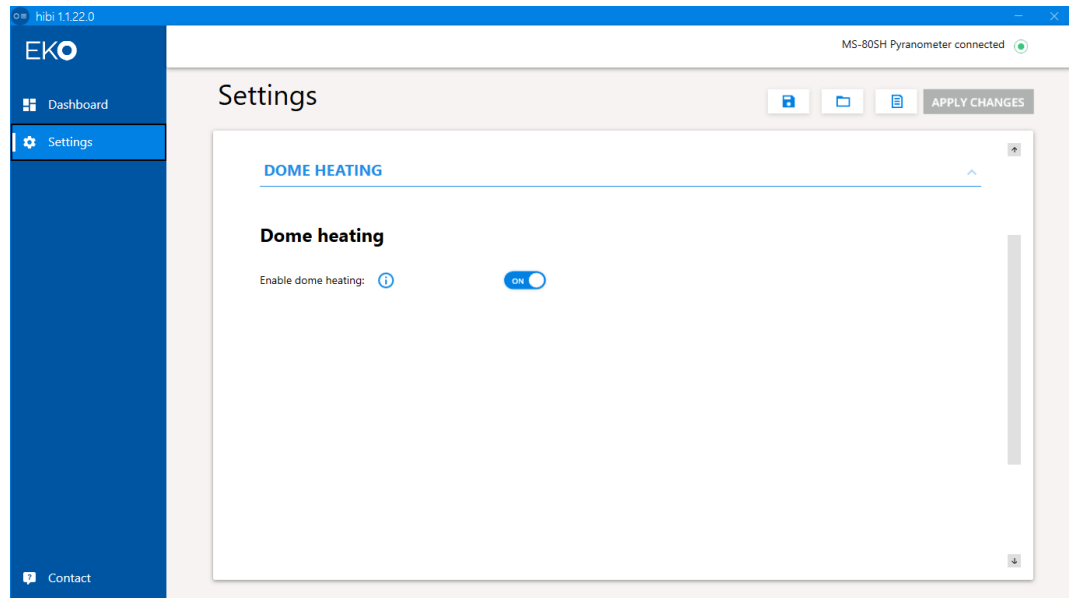 hibi 1.1.22.0
EKO
MS-80SH Pyranometer connected
Dashboard
Settings
Settings
APPLY CHANGES
DOME HEATING
Dome heating
Enable dome heating:
ON
Contact